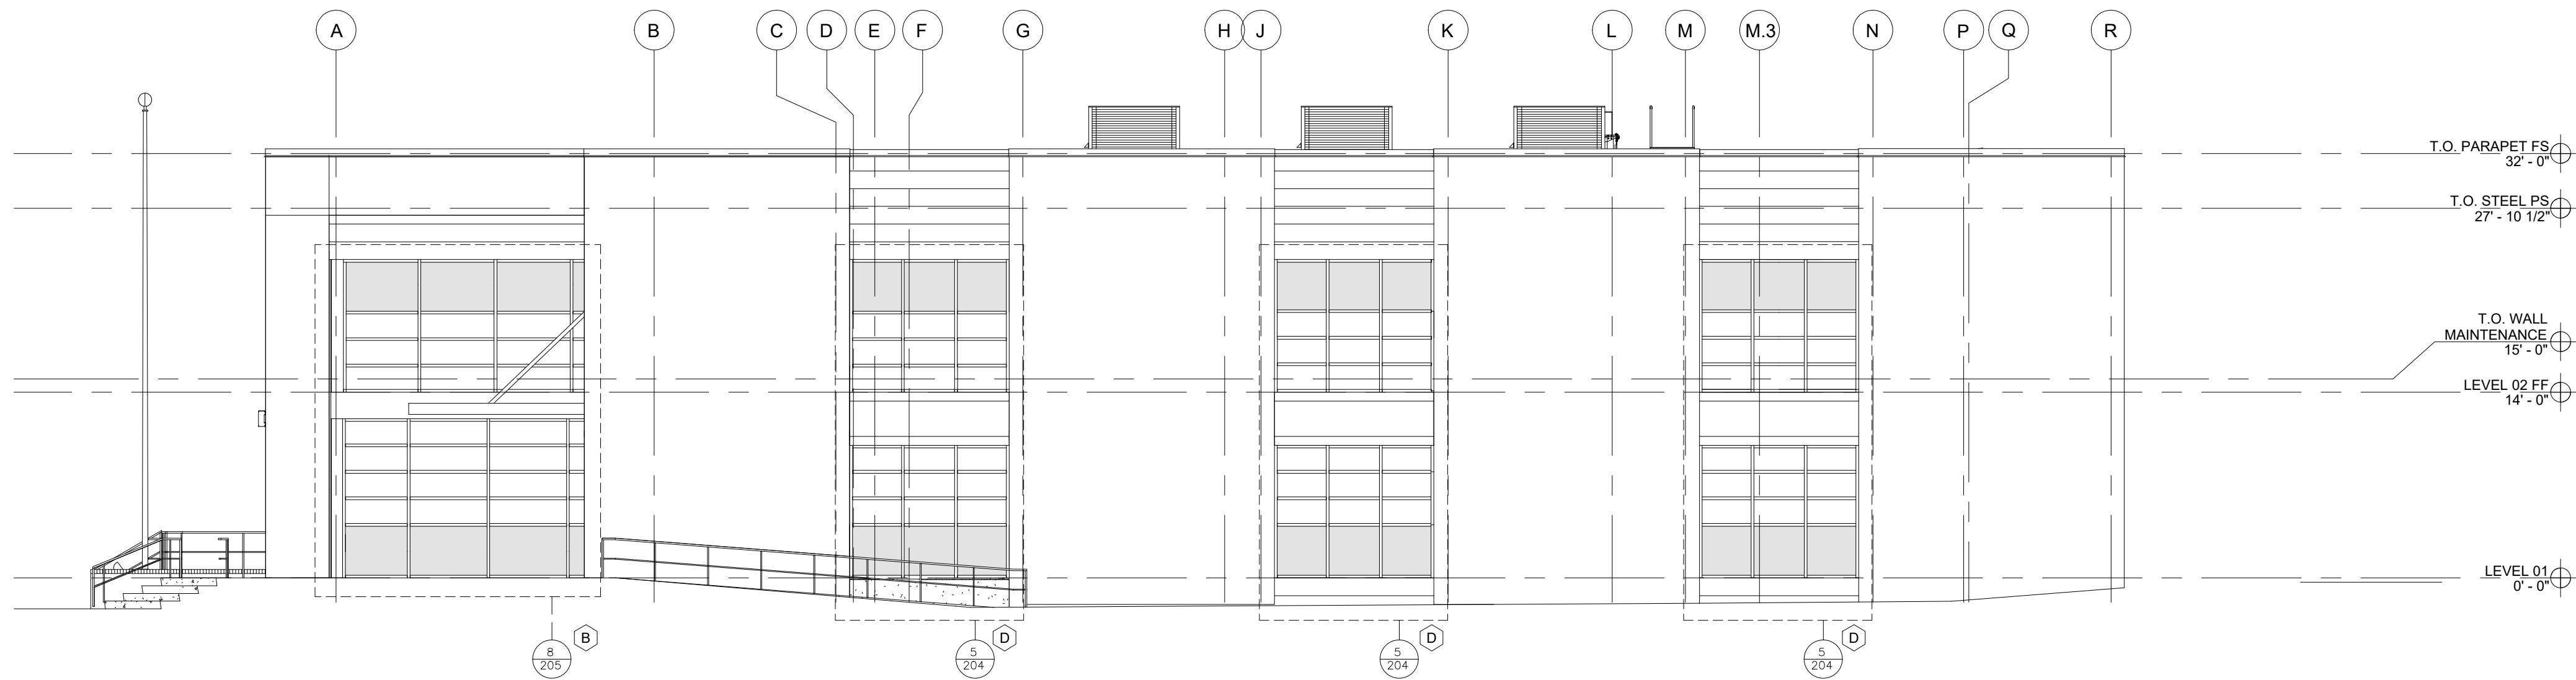 A B C D E F G H J K L M M.3 N P Q R
T.O. PARAPET FS
32' - 0"
T.O. STEEL PS
27' - 10 1/2"
T.O. WALL
MAINTENANCE
15' - 0"
LEVEL 02 FF
14' - 0"
LEVEL 01
0' - 0"
B D D D
8 5 5 5
205 204 204 204